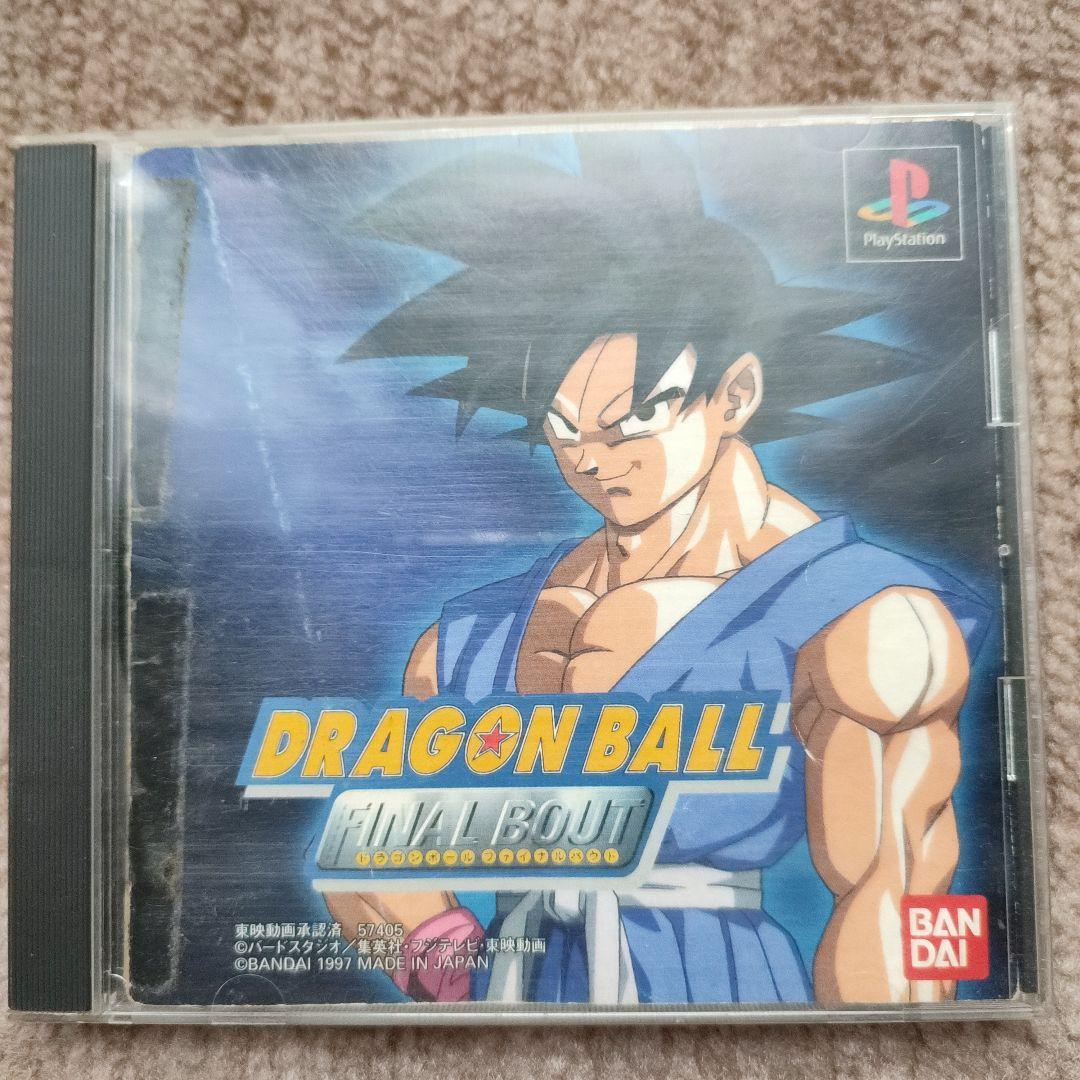 PlayStation
DRAGON BALL
FINAL BOUT
ドラゴンボール ファイナルバウト
東映動画承認済 57405
©バードスタジオ/集英社・フジテレビ・東映動画
©BANDAI 1997 MADE IN JAPAN
BAN
DAI